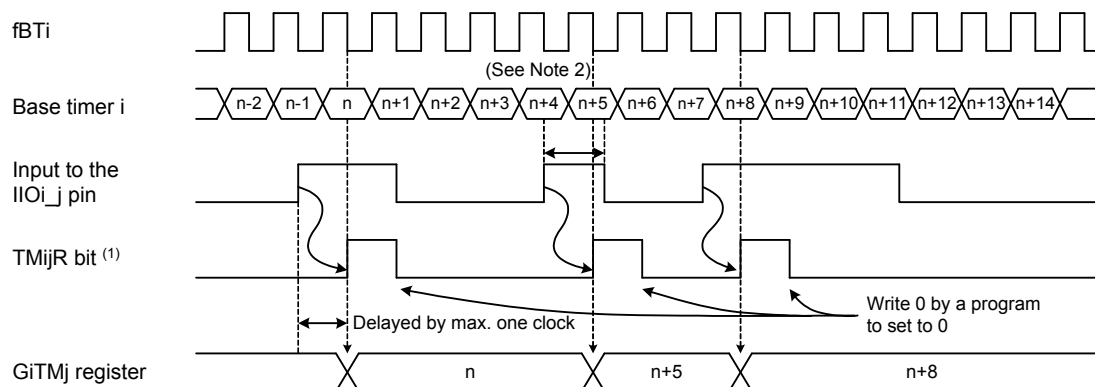 fBTi
(See Note 2)
Base timer i
n-2 n-1 n n+1 n+2 n+3 n+4 n+5 n+6 n+7 n+8 n+9 n+10 n+11 n+12 n+13 n+14
Input to the
IIOi_j pin
TMijR bit (1)
Write 0 by a program
to set to 0
Delayed by max. one clock
GiTMj register
n n+5 n+8